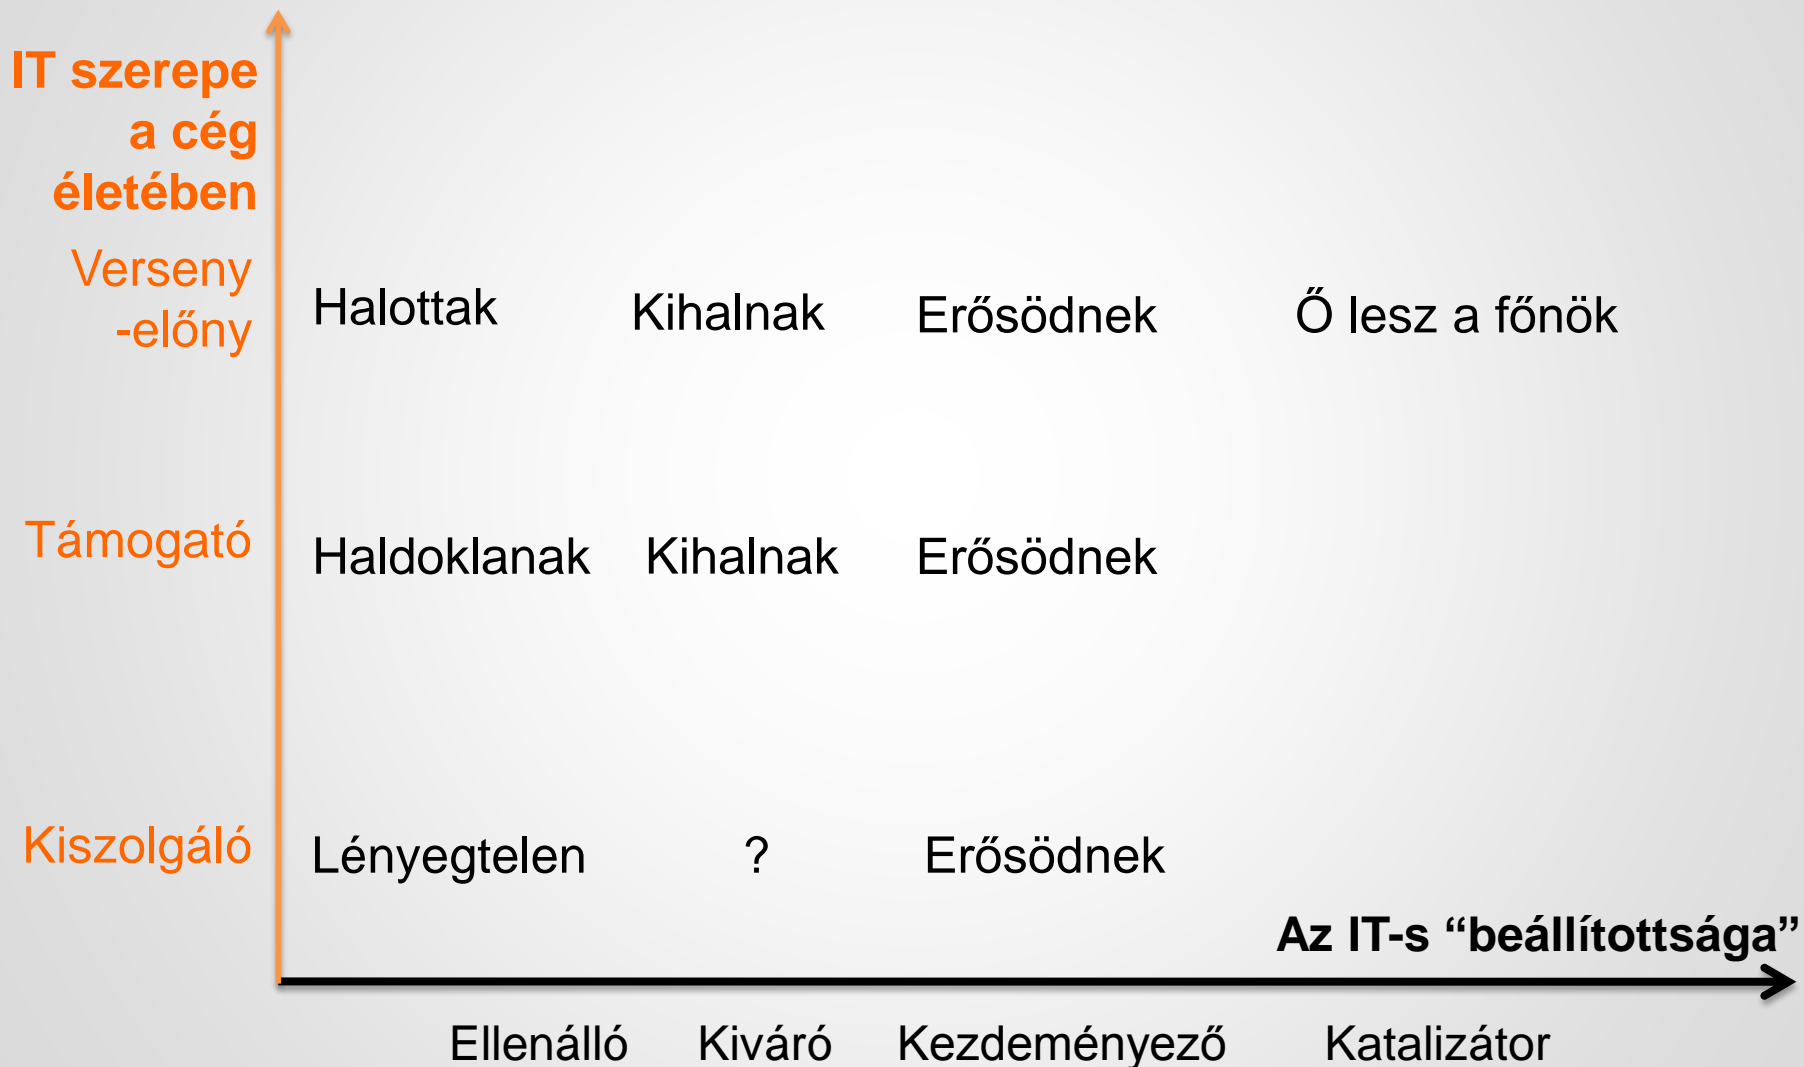 IT szerepe
a cég
életében
Verseny
-előny
Halottak Kihalnak Erősödnek Ő lesz a főnök
Támogató
Haldoklanak Kihalnak Erősödnek
Kiszolgáló
Lényegtelen ? Erősödnek
Az IT-s “beállítottsága”
Ellenálló Kiváró Kezdeményező Katalizátor